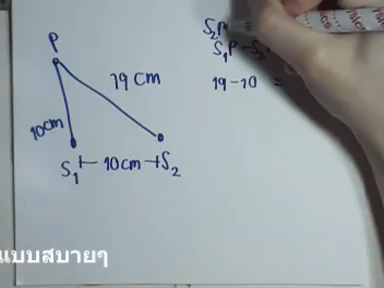 S₂P =
P
S₁P - S₂
19 cm
19 - 10 =
10cm
S₁ 10cm S₂
แบบสบายๆ